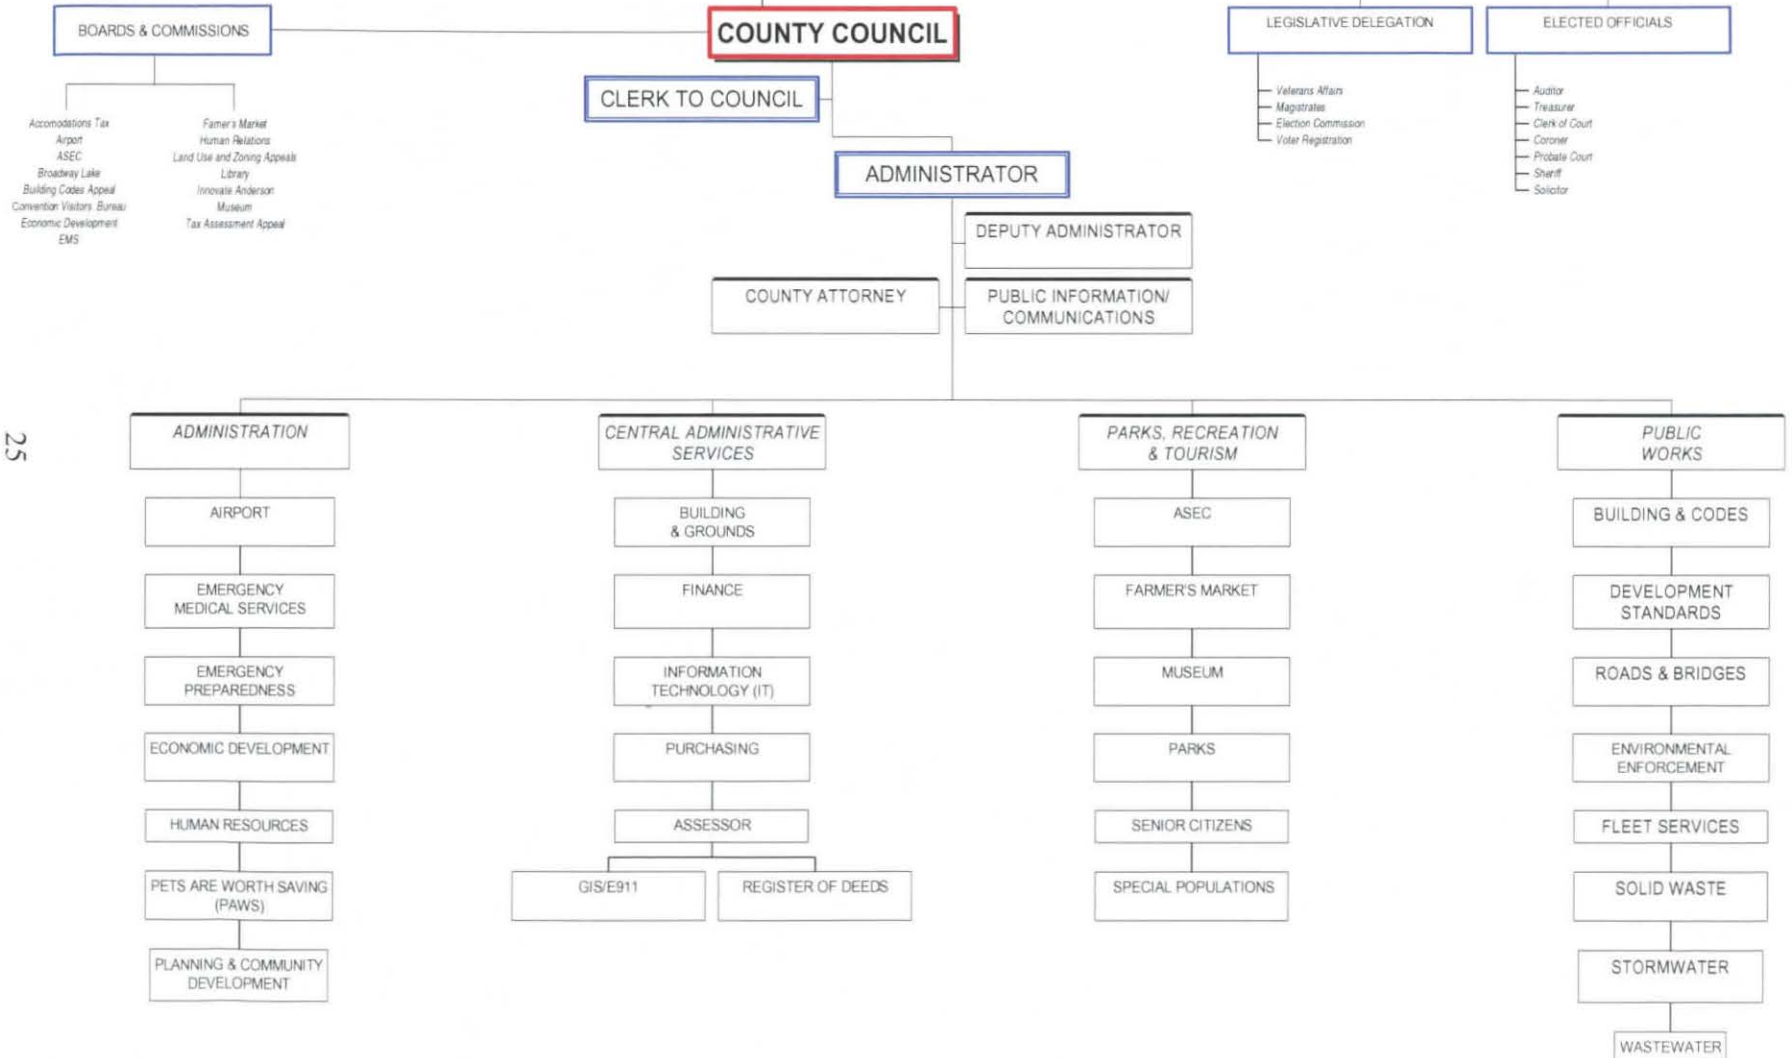 BOARDS & COMMISSIONS
COUNTY COUNCIL
LEGISLATIVE DELEGATION
ELECTED OFFICIALS
CLERK TO COUNCIL
Accomodations Tax
Airport
ASEC
Broadway Lake
Building Codes Appeal
Convention Visitors Bureau
Economic Development
EMS
Famer's Market
Human Relations
Land Use and Zoning Appeals
Library
Innovate Anderson
Museum
Tax Assessment Appeal
Veterans Affairs
Magistrates
Election Commission
Voter Registration
Auditor
Treasurer
Clerk of Court
Coroner
Probate Court
Sheriff
Solicitor
ADMINISTRATOR
DEPUTY ADMINISTRATOR
COUNTY ATTORNEY
PUBLIC INFORMATION/
COMMUNICATIONS
25
ADMINISTRATION
AIRPORT
EMERGENCY
MEDICAL SERVICES
EMERGENCY
PREPAREDNESS
ECONOMIC DEVELOPMENT
HUMAN RESOURCES
PETS ARE WORTH SAVING
(PAWS)
PLANNING & COMMUNITY
DEVELOPMENT
CENTRAL ADMINISTRATIVE
SERVICES
BUILDING
& GROUNDS
FINANCE
INFORMATION
TECHNOLOGY (IT)
PURCHASING
ASSESSOR
GIS/E911
REGISTER OF DEEDS
PARKS, RECREATION
& TOURISM
ASEC
FARMER'S MARKET
MUSEUM
PARKS
SENIOR CITIZENS
SPECIAL POPULATIONS
PUBLIC
WORKS
BUILDING & CODES
DEVELOPMENT
STANDARDS
ROADS & BRIDGES
ENVIRONMENTAL
ENFORCEMENT
FLEET SERVICES
SOLID WASTE
STORMWATER
WASTEWATER